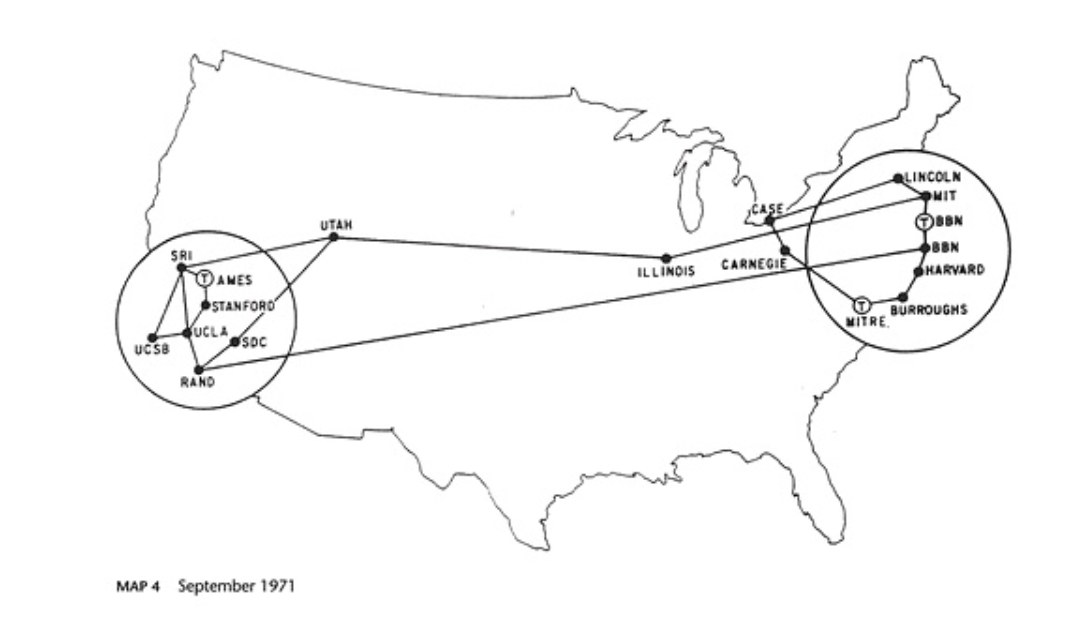 LINCOLN
MIT
CASE
T BBN
UTAH
BBN
SRI
ILLINOIS
CARNEGIE
HARVARD
T AMES
STANFORD
T
BURROUGHS
MITRE.
UCLA
SDC
UCSB
RAND
MAP 4 September 1971